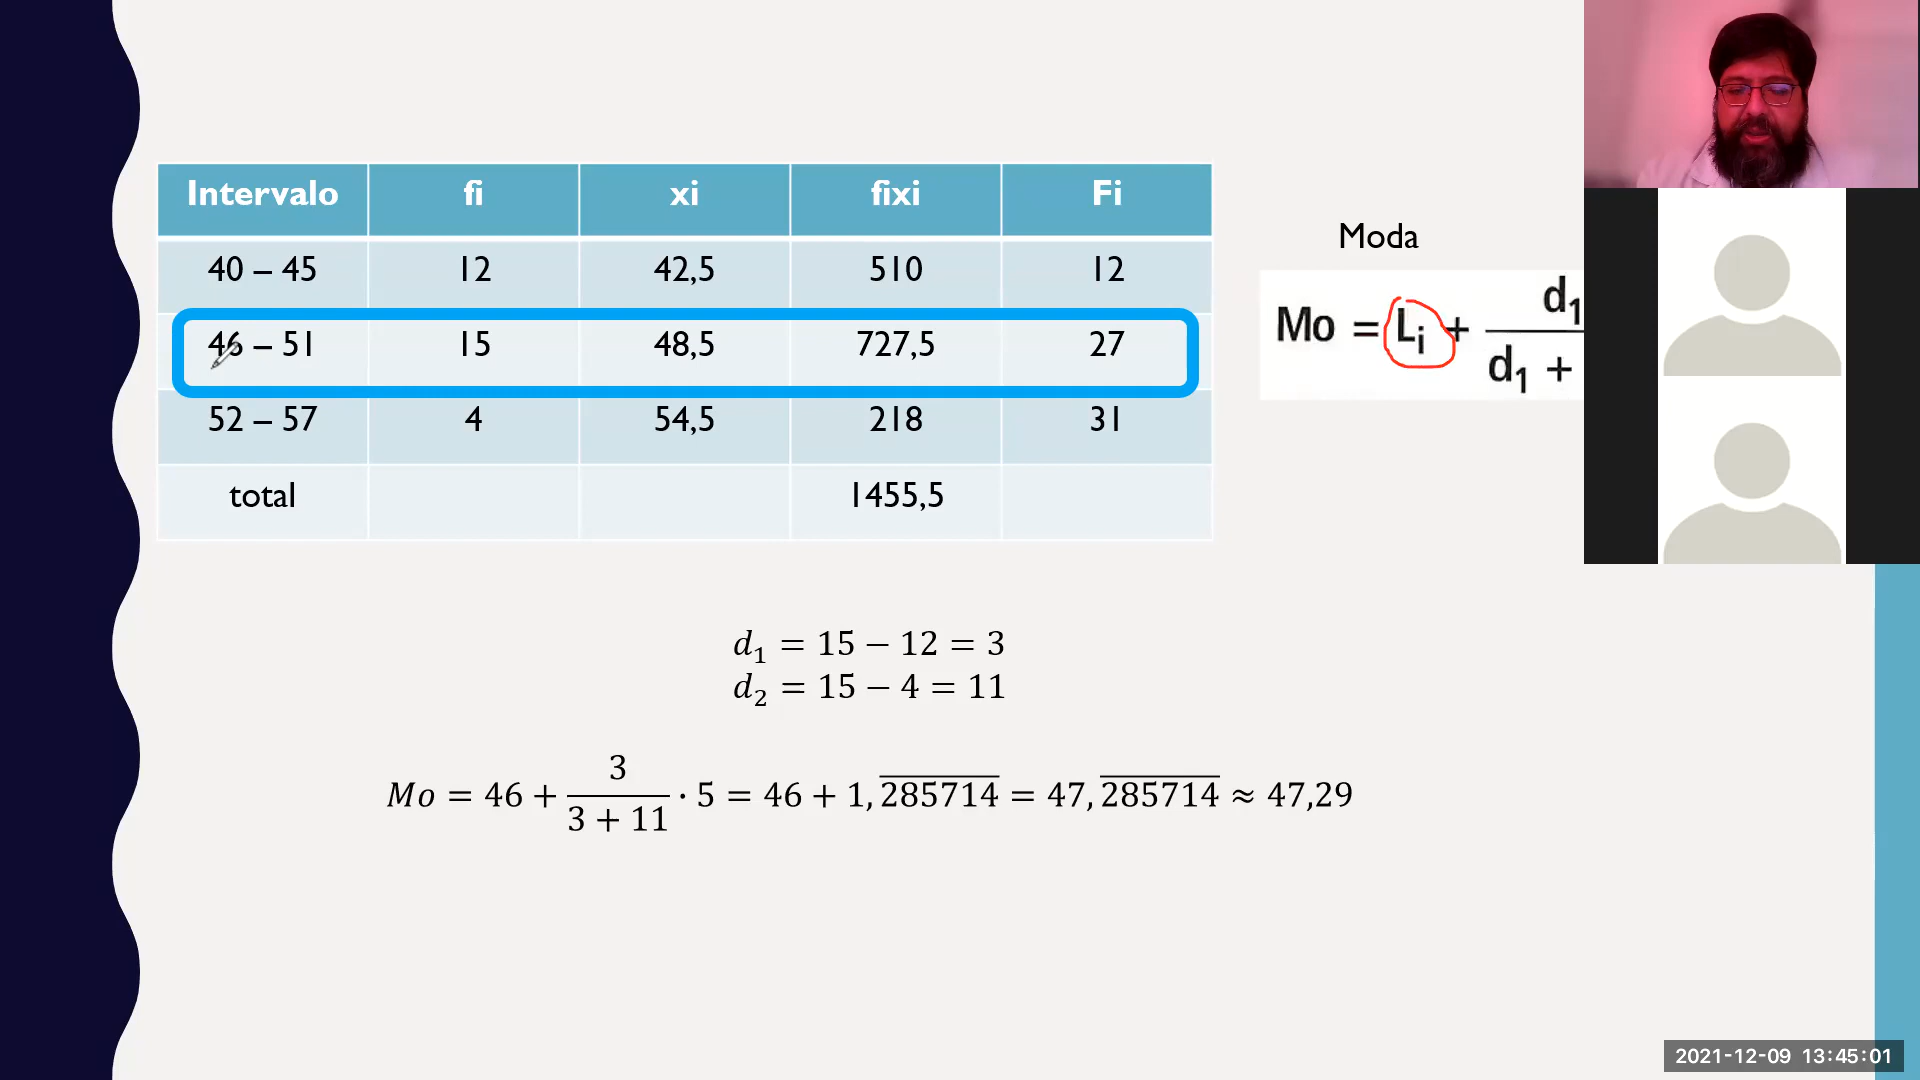 Intervalo fi xi fixi Fi
40 – 45 12 42,5 510 12
46 – 51 15 48,5 727,5 27
52 – 57 4 54,5 218 31
total 1455,5
Moda
Mo = Lᵢ + d₁ / d₁ +
d₁ = 15 − 12 = 3
d₂ = 15 − 4 = 11
Mo = 46 + 3 / 3 + 11 · 5 = 46 + 1,285714 = 47,285714 ≈ 47,29
2021-12-09 13:45:01